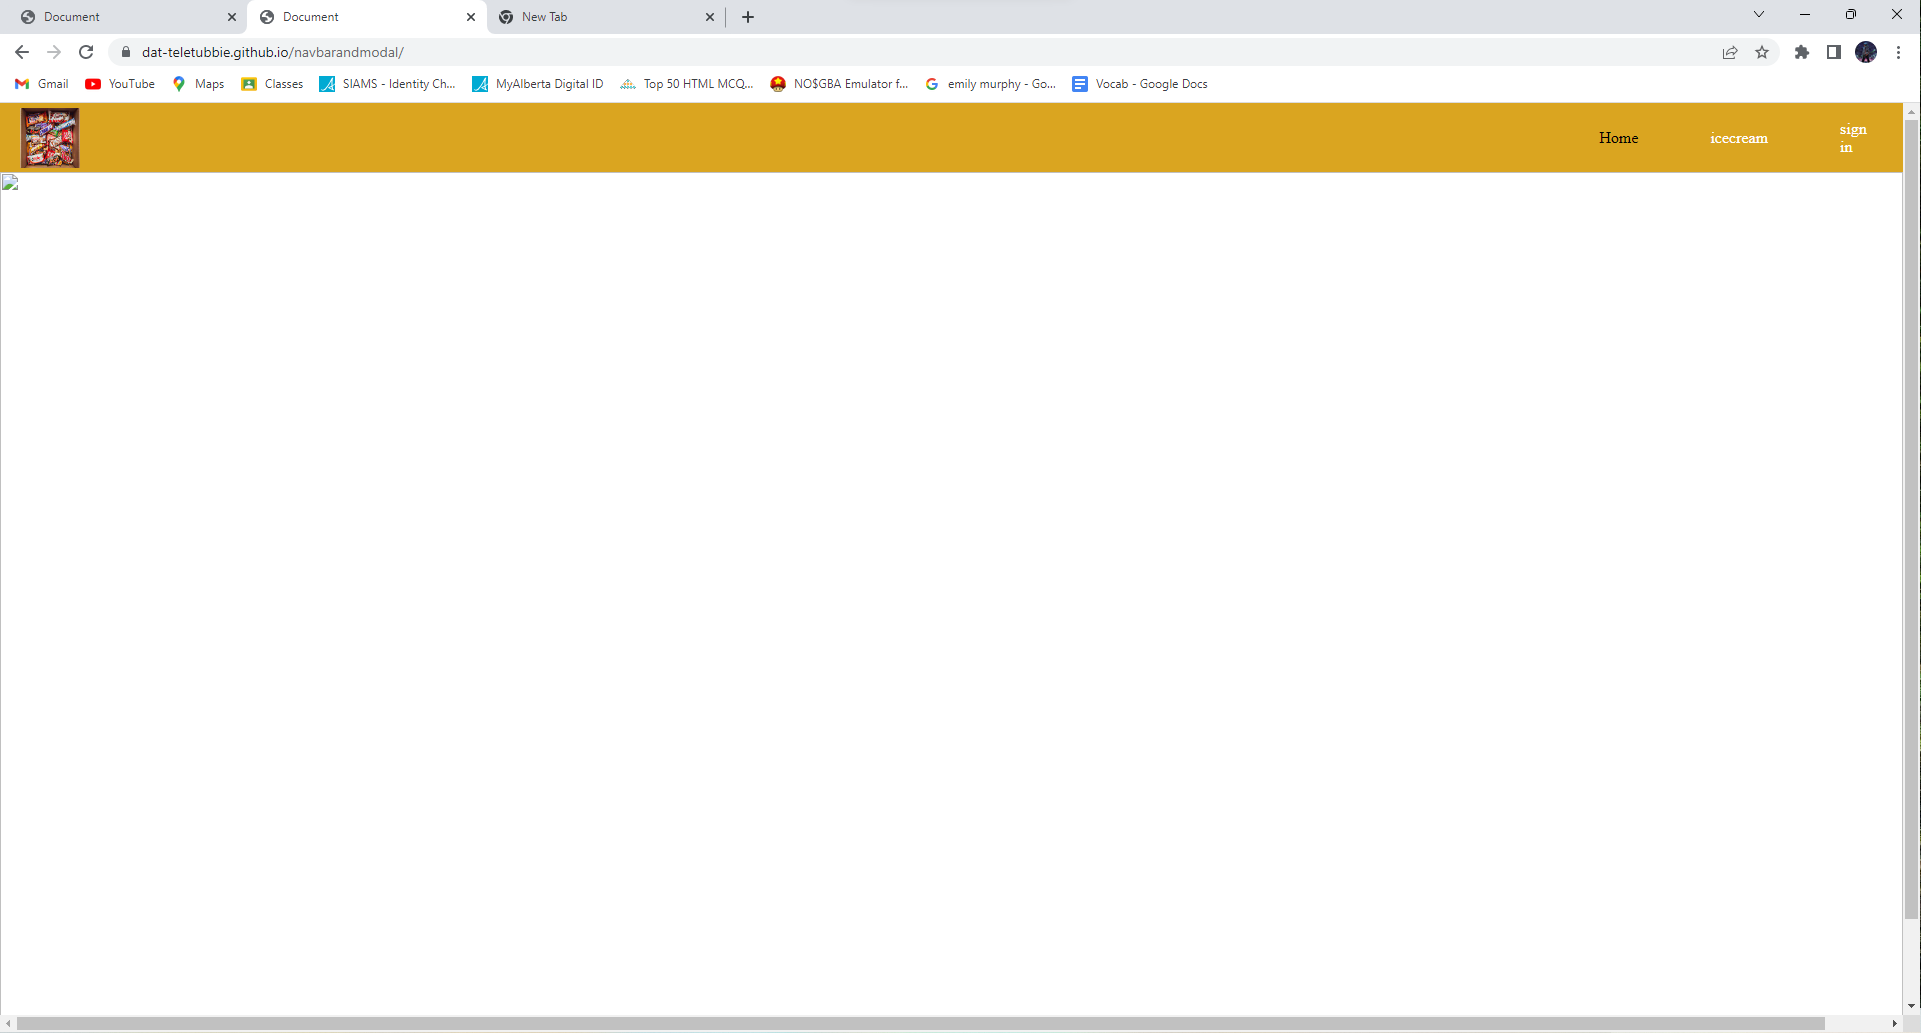 Document
Document
New Tab
dat-teletubbie.github.io/navbarandmodal/
Gmail
YouTube
Maps
Classes
SIAMS - Identity Ch...
MyAlberta Digital ID
Top 50 HTML MCQ...
NO$GBA Emulator f...
emily murphy - Go...
Vocab - Google Docs
Home
icecream
sign
in